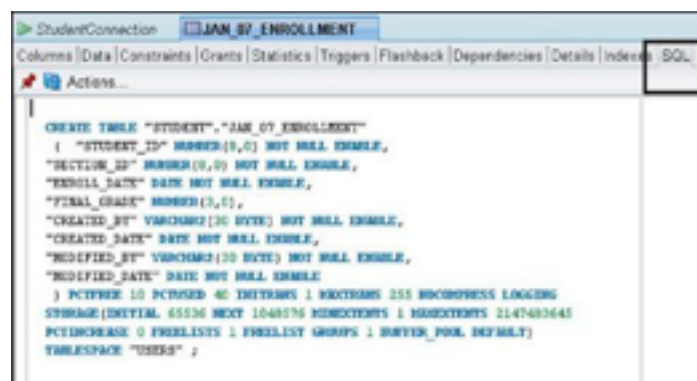 StudentConnection JAN_07_ENROLLMENT
Columns |Data |Constraints |Grants |Statistics |Triggers |Flashback |Dependencies |Details |Indexes SQL
Actions...
CREATE TABLE "STUDENT"."JAN_07_ENROLLMENT"
( "STUDENT_ID" NUMBER(8,0) NOT NULL ENABLE,
"SECTION_ID" NUMBER(8,0) NOT NULL ENABLE,
"ENROLL_DATE" DATE NOT NULL ENABLE,
"FINAL_GRADE" NUMBER(3,0),
"CREATED_BY" VARCHAR2(30 BYTE) NOT NULL ENABLE,
"CREATED_DATE" DATE NOT NULL ENABLE,
"MODIFIED_BY" VARCHAR2(30 BYTE) NOT NULL ENABLE,
"MODIFIED_DATE" DATE NOT NULL ENABLE
) PCTFREE 10 PCTUSED 40 INITRANS 1 MAXTRANS 255 NOCOMPRESS LOGGING
STORAGE(INITIAL 65536 NEXT 1048576 MINEXTENTS 1 MAXEXTENTS 2147483645
PCTINCREASE 0 FREELISTS 1 FREELIST GROUPS 1 BUFFER_POOL DEFAULT)
TABLESPACE "USERS" ;